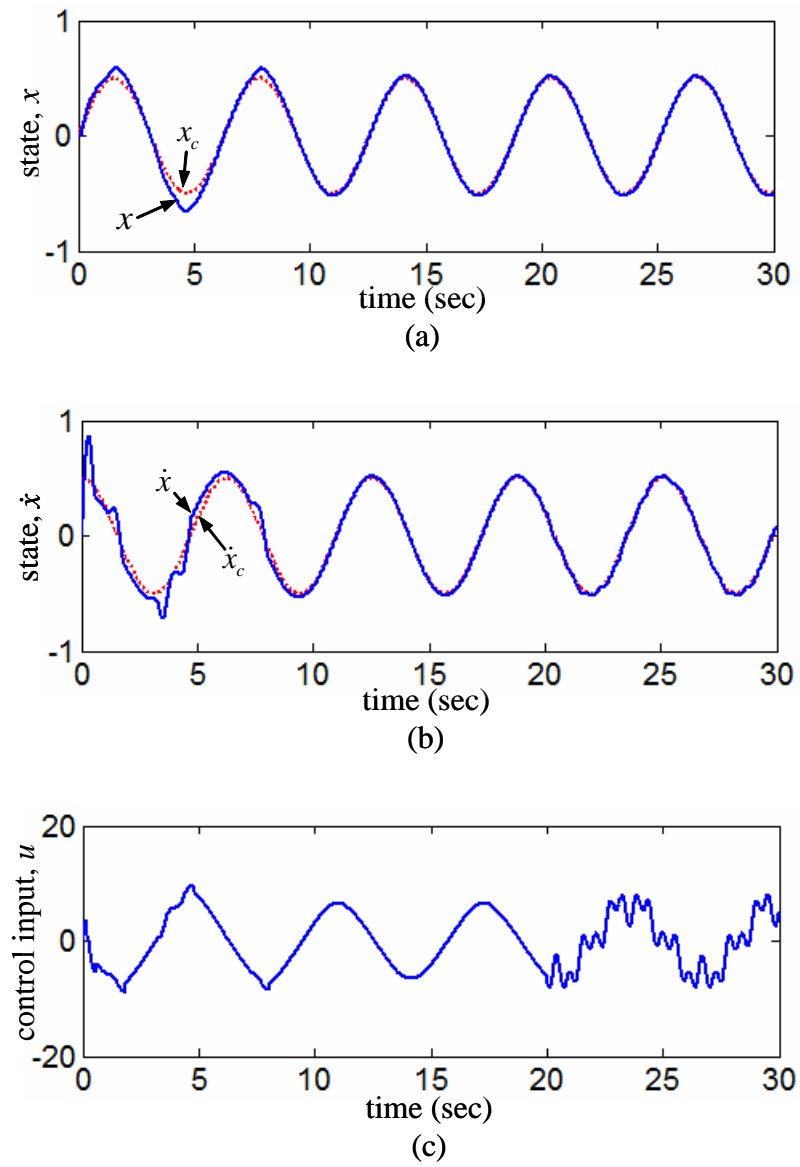 1
0
-1
state, x
x_c
x
0 5 10 15 20 25 30
time (sec)
(a)
1
0
-1
state, ẋ
ẋ
ẋ_c
0 5 10 15 20 25 30
time (sec)
(b)
20
0
-20
control input, u
0 5 10 15 20 25 30
time (sec)
(c)